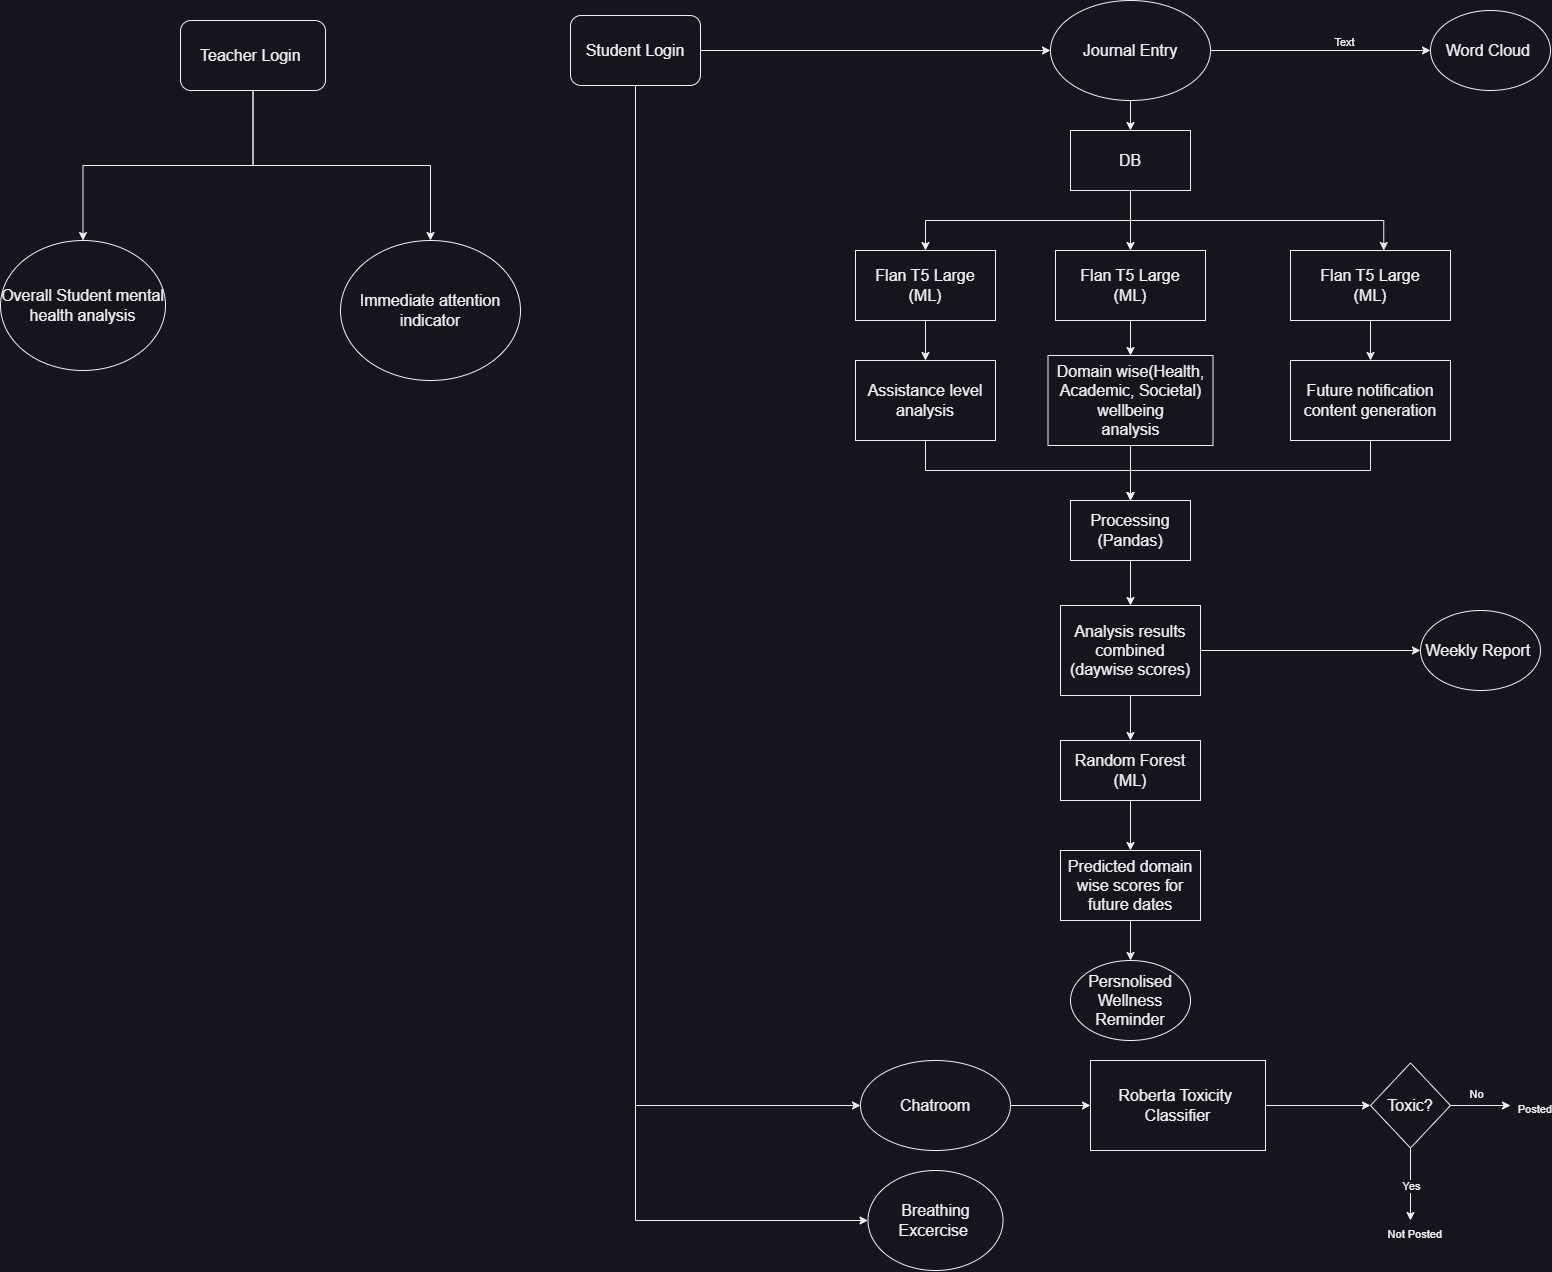 Teacher Login
Student Login
Journal Entry
Text
Word Cloud
DB
Overall Student mental
health analysis
Immediate attention
indicator
Flan T5 Large
(ML)
Flan T5 Large
(ML)
Flan T5 Large
(ML)
Assistance level
analysis
Domain wise(Health,
Academic, Societal)
wellbeing
analysis
Future notification
content generation
Processing
(Pandas)
Analysis results
combined
(daywise scores)
Weekly Report
Random Forest
(ML)
Predicted domain
wise scores for
future dates
Persnolised
Wellness
Reminder
Chatroom
Roberta Toxicity
Classifier
Toxic?
No
Posted
Yes
Not Posted
Breathing
Excercise